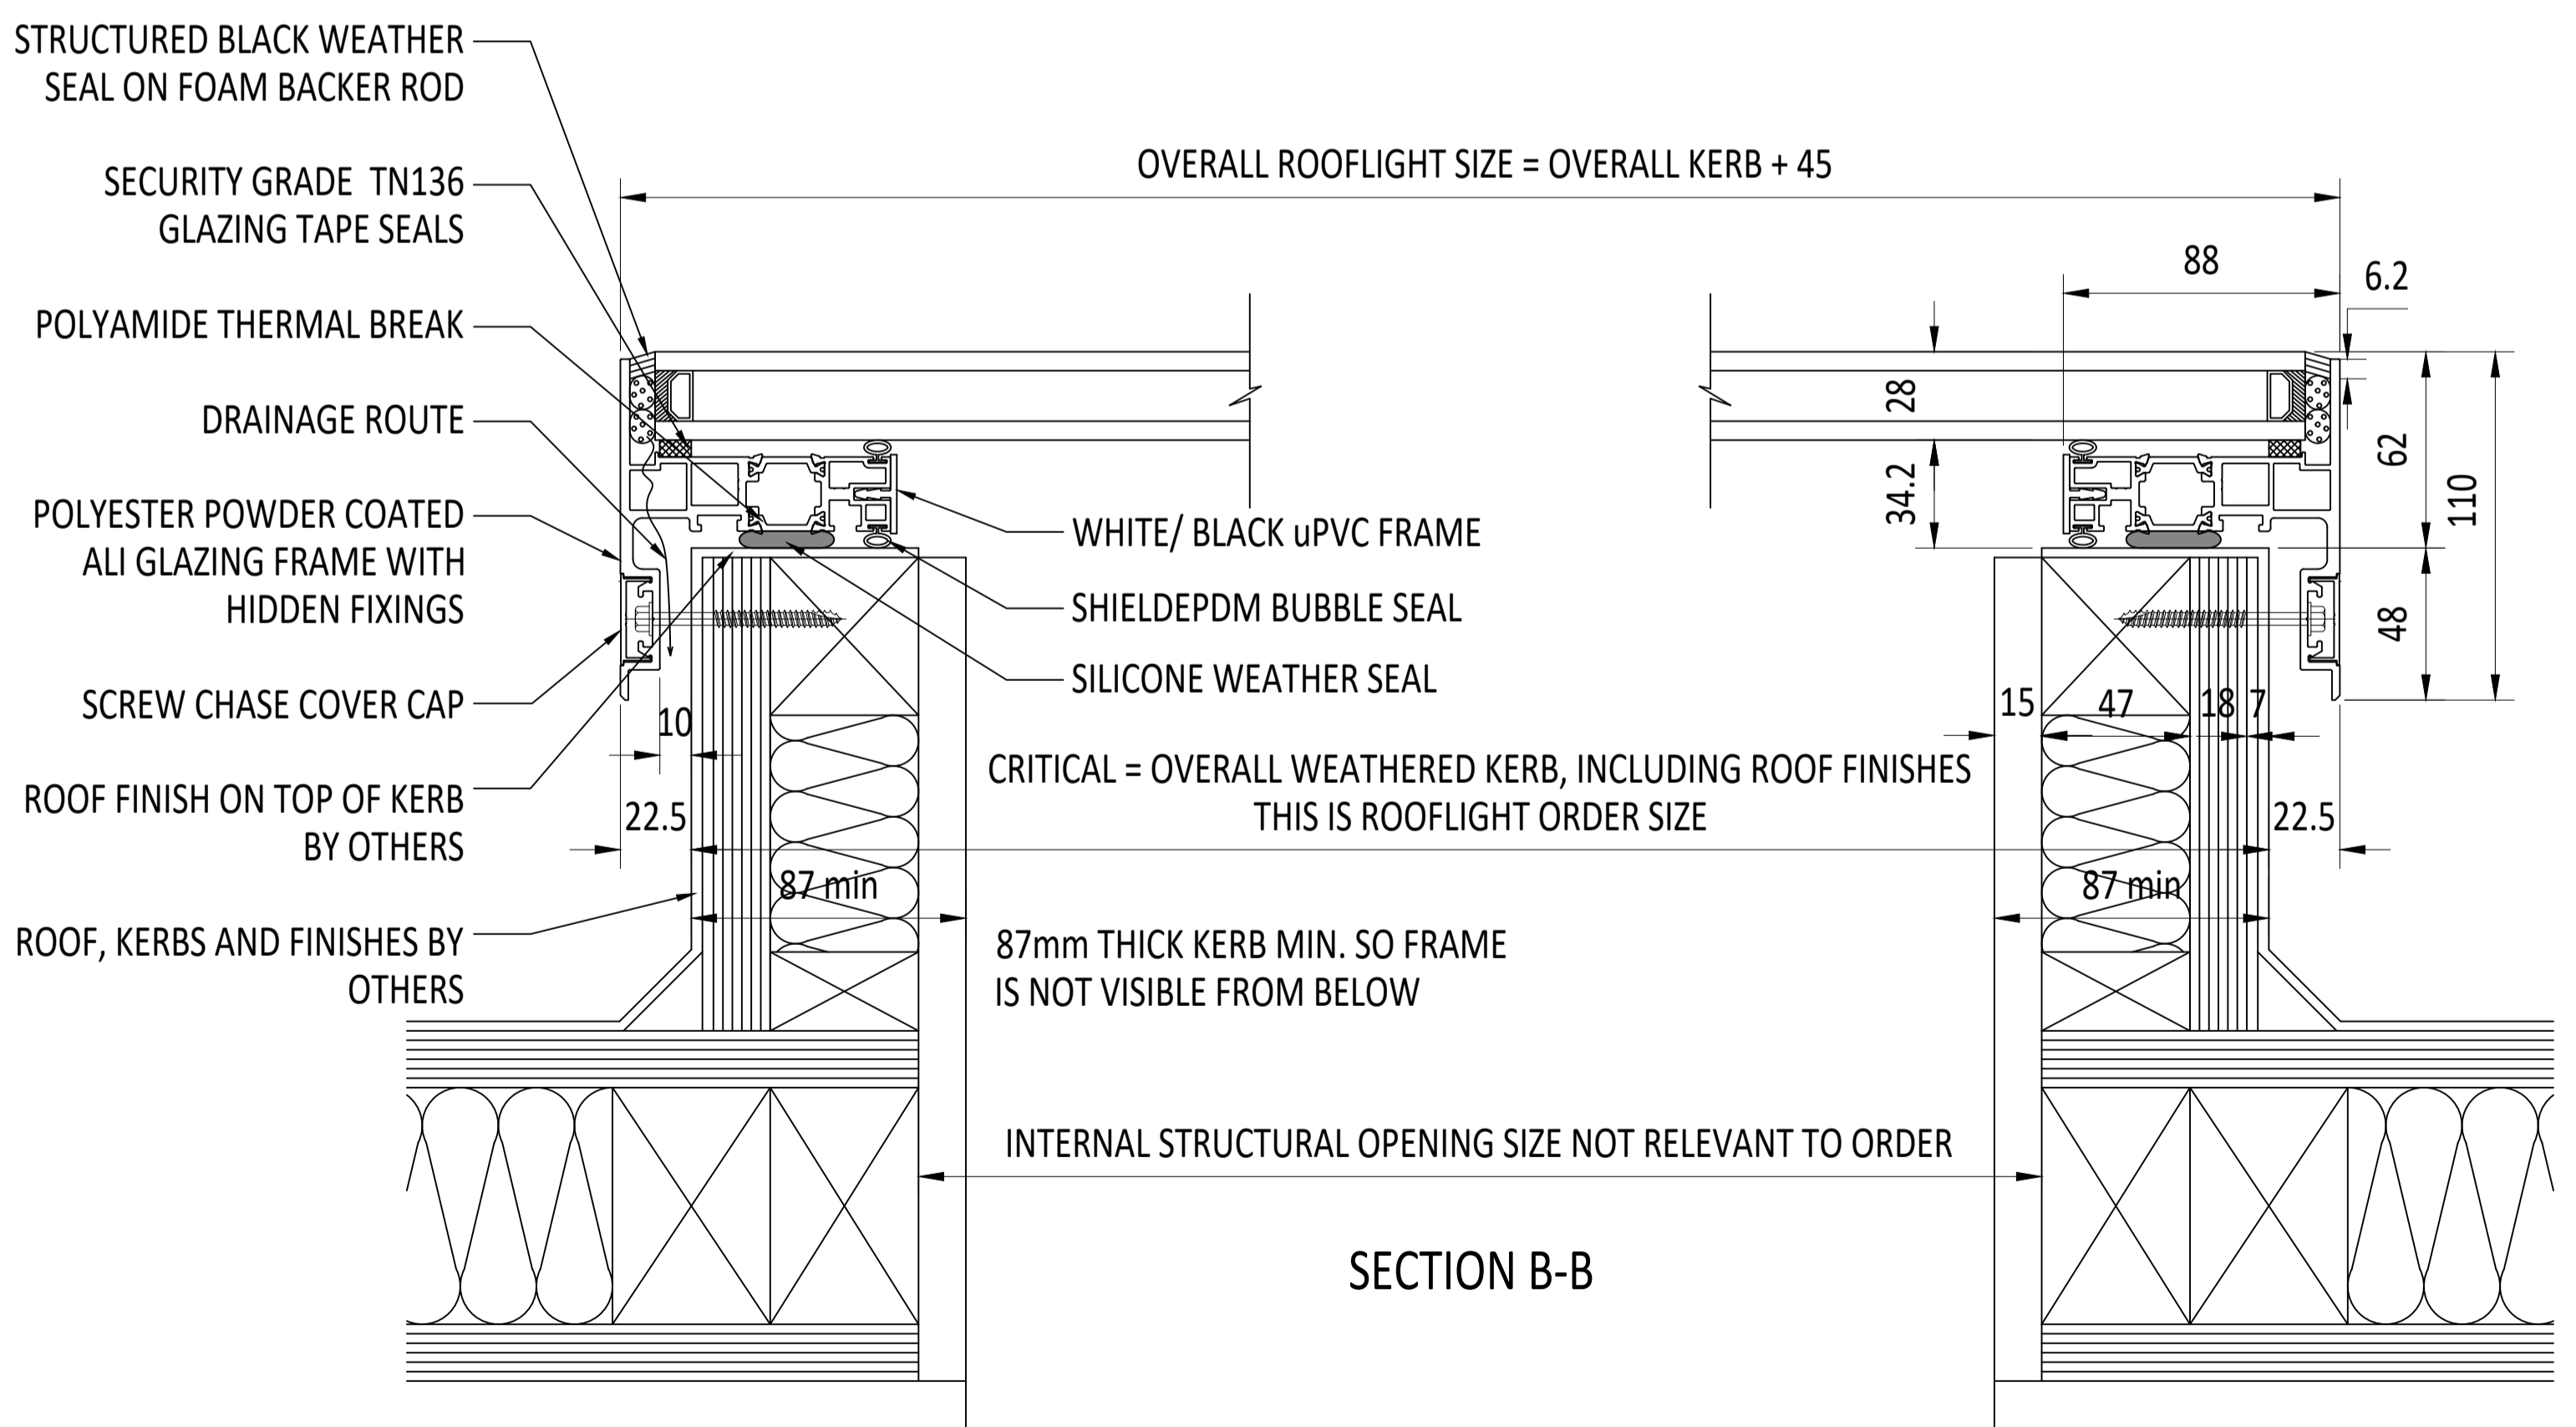 STRUCTURED BLACK WEATHER
SEAL ON FOAM BACKER ROD
SECURITY GRADE TN136
GLAZING TAPE SEALS
POLYAMIDE THERMAL BREAK
DRAINAGE ROUTE
POLYESTER POWDER COATED
ALI GLAZING FRAME WITH
HIDDEN FIXINGS
SCREW CHASE COVER CAP
ROOF FINISH ON TOP OF KERB
BY OTHERS
ROOF, KERBS AND FINISHES BY
OTHERS
OVERALL ROOFLIGHT SIZE = OVERALL KERB + 45
88
6.2
28
34.2
62
110
48
WHITE/ BLACK uPVC FRAME
SHIELDEPDM BUBBLE SEAL
SILICONE WEATHER SEAL
10
22.5
15
47
18
7
22.5
CRITICAL = OVERALL WEATHERED KERB, INCLUDING ROOF FINISHES
THIS IS ROOFLIGHT ORDER SIZE
87 min
87 min
87mm THICK KERB MIN. SO FRAME
IS NOT VISIBLE FROM BELOW
INTERNAL STRUCTURAL OPENING SIZE NOT RELEVANT TO ORDER
SECTION B-B